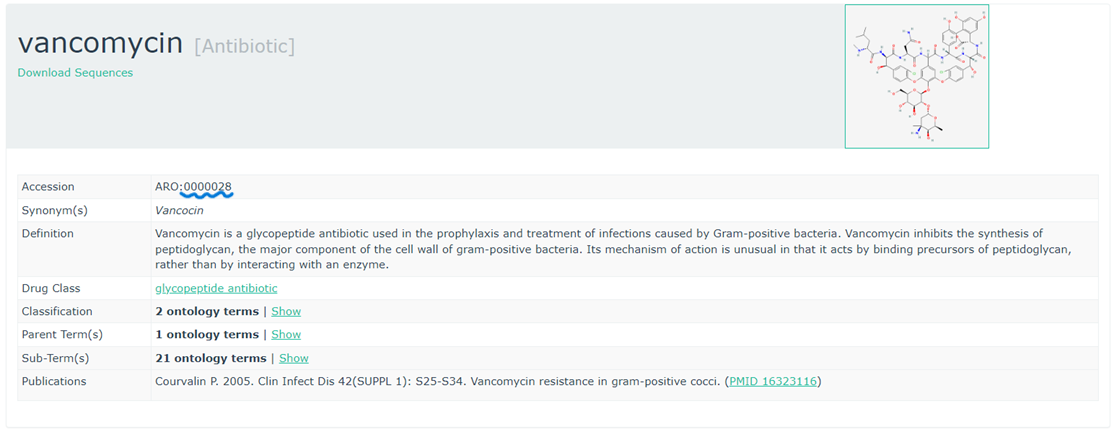 vancomycin [Antibiotic]
Download Sequences
Accession ARO:0000028
Synonym(s) Vancocin
Definition Vancomycin is a glycopeptide antibiotic used in the prophylaxis and treatment of infections caused by Gram-positive bacteria. Vancomycin inhibits the synthesis of
peptidoglycan, the major component of the cell wall of gram-positive bacteria. Its mechanism of action is unusual in that it acts by binding precursors of peptidoglycan,
rather than by interacting with an enzyme.
Drug Class glycopeptide antibiotic
Classification 2 ontology terms | Show
Parent Term(s) 1 ontology terms | Show
Sub-Term(s) 21 ontology terms | Show
Publications Courvalin P. 2005. Clin Infect Dis 42(SUPPL 1): S25-S34. Vancomycin resistance in gram-positive cocci. (PMID 16323116)